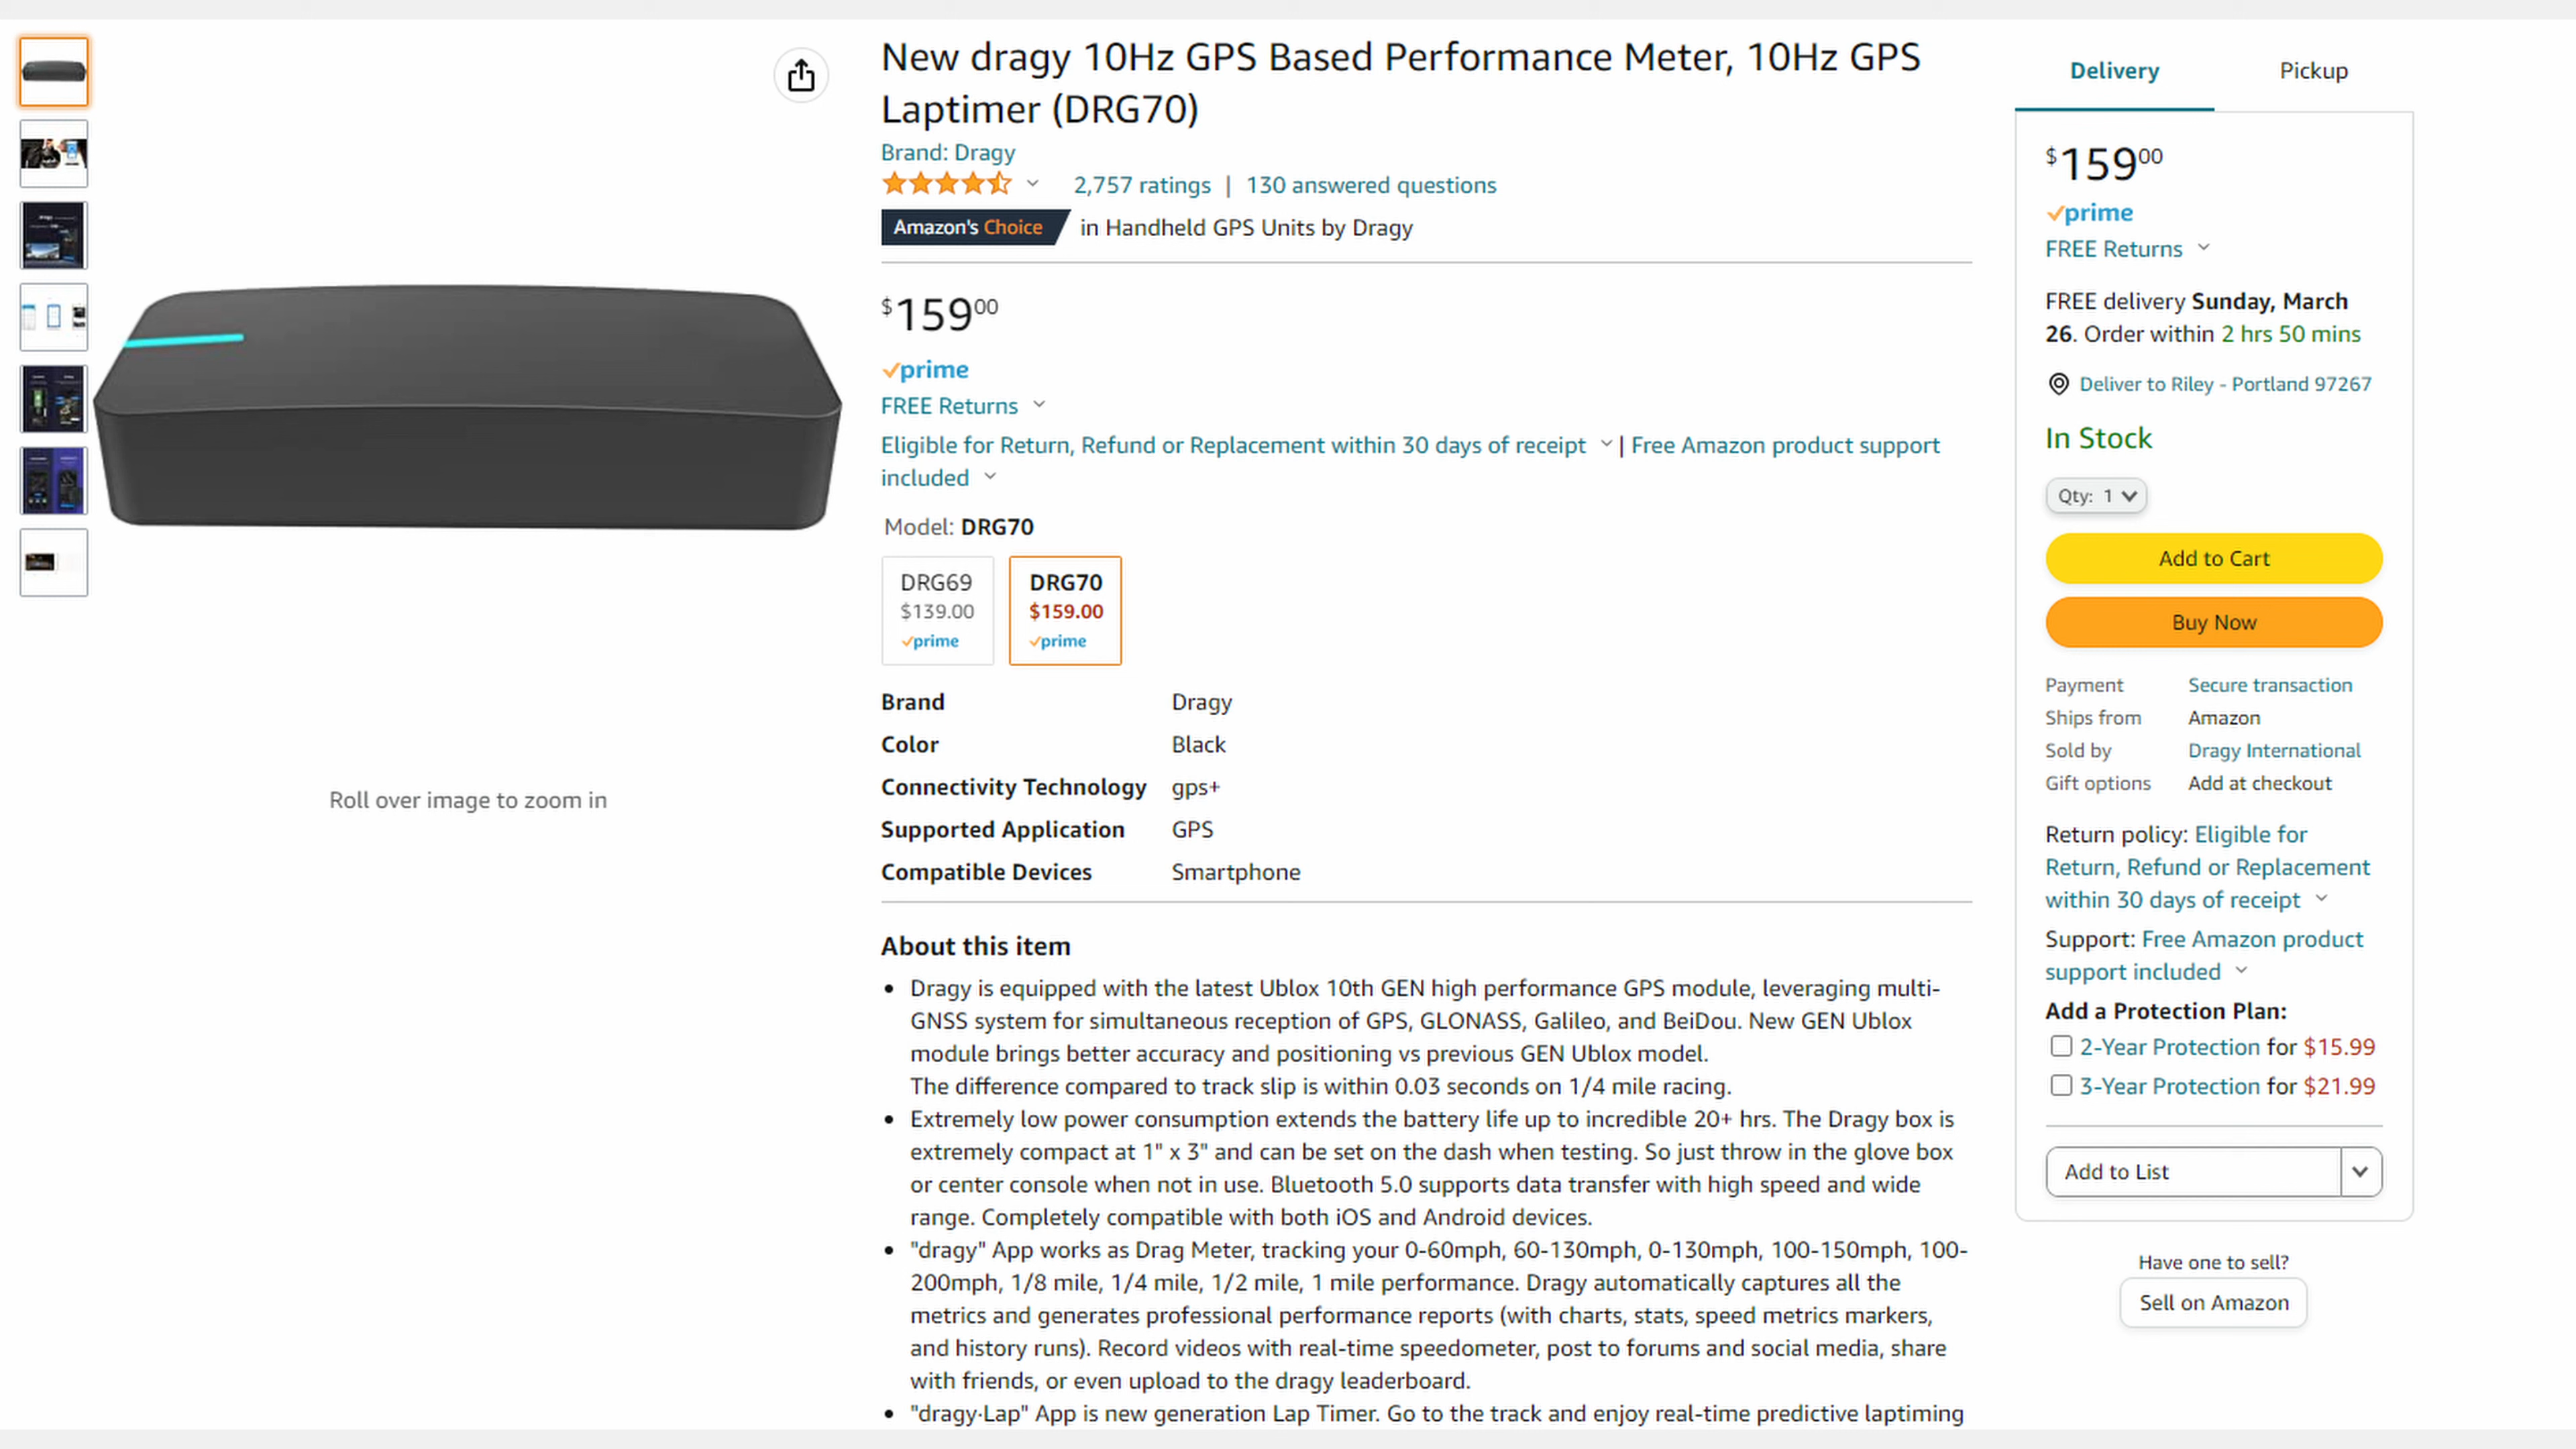 New dragy 10Hz GPS Based Performance Meter, 10Hz GPS
Laptimer (DRG70)
Brand: Dragy
2,757 ratings | 130 answered questions
Amazon's Choice in Handheld GPS Units by Dragy
$159.00
prime
FREE Returns
Eligible for Return, Refund or Replacement within 30 days of receipt | Free Amazon product support
included
Model: DRG70
DRG69 DRG70
$139.00 $159.00
prime prime
Brand Dragy
Color Black
Connectivity Technology gps+
Supported Application GPS
Compatible Devices Smartphone
Roll over image to zoom in
About this item
• Dragy is equipped with the latest Ublox 10th GEN high performance GPS module, leveraging multi-
GNSS system for simultaneous reception of GPS, GLONASS, Galileo, and BeiDou. New GEN Ublox
module brings better accuracy and positioning vs previous GEN Ublox model.
The difference compared to track slip is within 0.03 seconds on 1/4 mile racing.
• Extremely low power consumption extends the battery life up to incredible 20+ hrs. The Dragy box is
extremely compact at 1" x 3" and can be set on the dash when testing. So just throw in the glove box
or center console when not in use. Bluetooth 5.0 supports data transfer with high speed and wide
range. Completely compatible with both iOS and Android devices.
• "dragy" App works as Drag Meter, tracking your 0-60mph, 60-130mph, 0-130mph, 100-150mph, 100-
200mph, 1/8 mile, 1/4 mile, 1/2 mile, 1 mile performance. Dragy automatically captures all the
metrics and generates professional performance reports (with charts, stats, speed metrics markers,
and history runs). Record videos with real-time speedometer, post to forums and social media, share
with friends, or even upload to the dragy leaderboard.
• "dragy·Lap" App is new generation Lap Timer. Go to the track and enjoy real-time predictive laptiming
Delivery Pickup
$159.00
prime
FREE Returns
FREE delivery Sunday, March
26. Order within 2 hrs 50 mins
Deliver to Riley - Portland 97267
In Stock
Qty: 1
Add to Cart
Buy Now
Payment Secure transaction
Ships from Amazon
Sold by Dragy International
Gift options Add at checkout
Return policy: Eligible for
Return, Refund or Replacement
within 30 days of receipt
Support: Free Amazon product
support included
Add a Protection Plan:
2-Year Protection for $15.99
3-Year Protection for $21.99
Add to List
Have one to sell?
Sell on Amazon